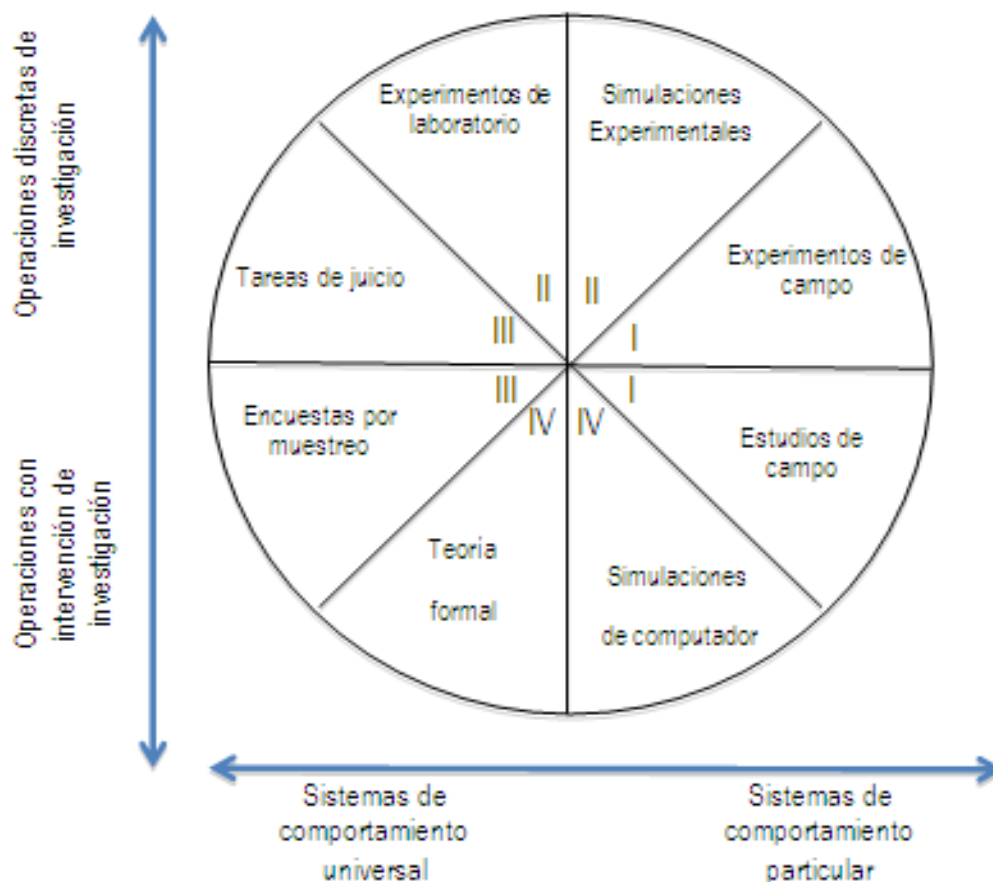 Operaciones discretas de
investigación
Operaciones con
intervención de
investigación
Experimentos de
laboratorio
Simulaciones
Experimentales
Tareas de juicio
Experimentos de
campo
II
II
III
I
III
I
IV
IV
Encuestas por
muestreo
Estudios de
campo
Teoría
formal
Simulaciones
de computador
Sistemas de
comportamiento
universal
Sistemas de
comportamiento
particular